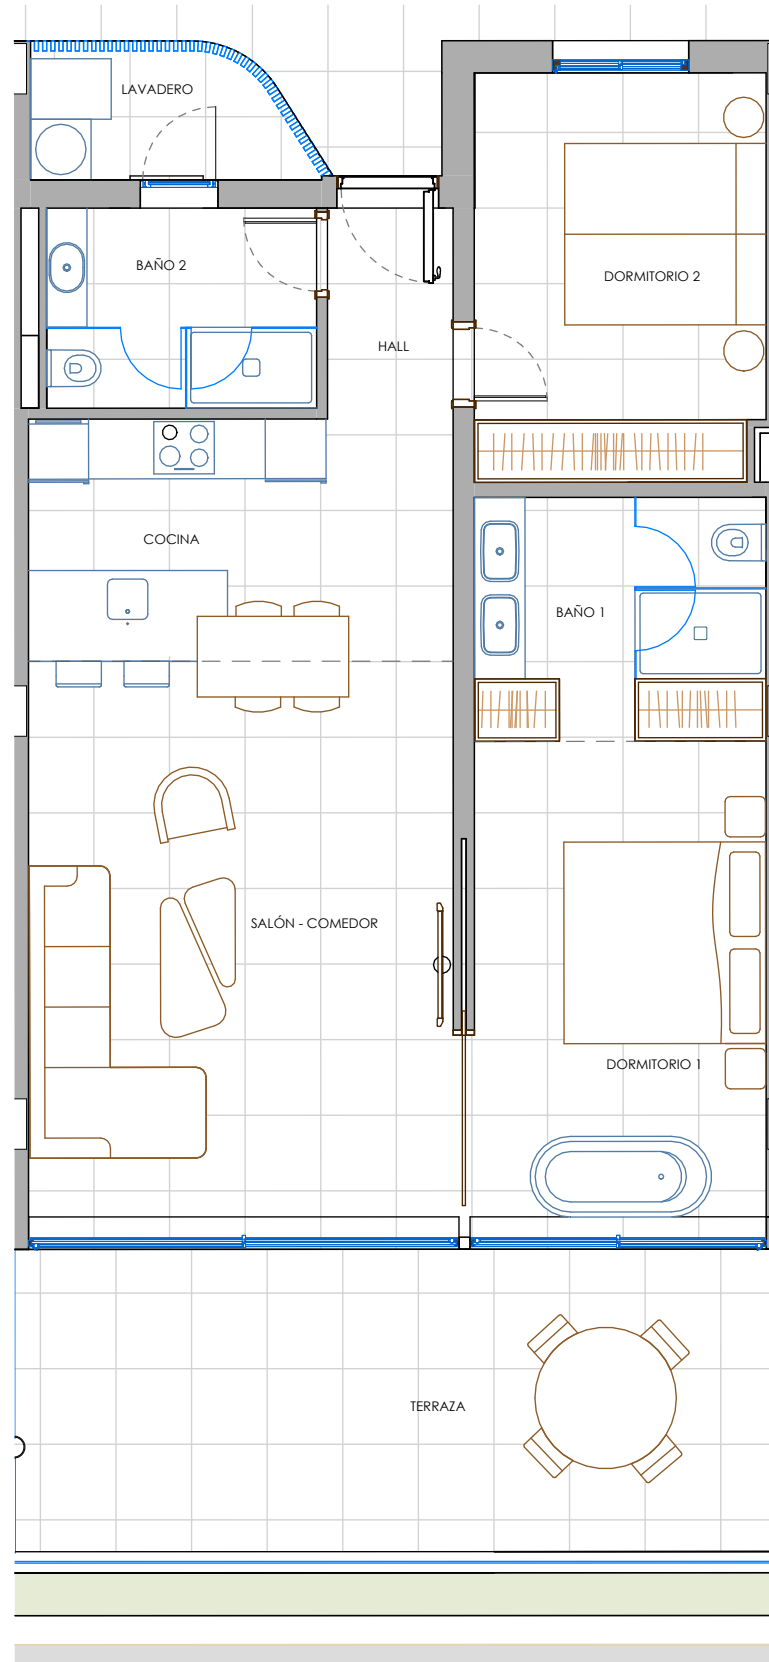 LAVADERO
BAÑO 2
DORMITORIO 2
HALL
COCINA
BAÑO 1
SALÓN - COMEDOR
DORMITORIO 1
TERRAZA